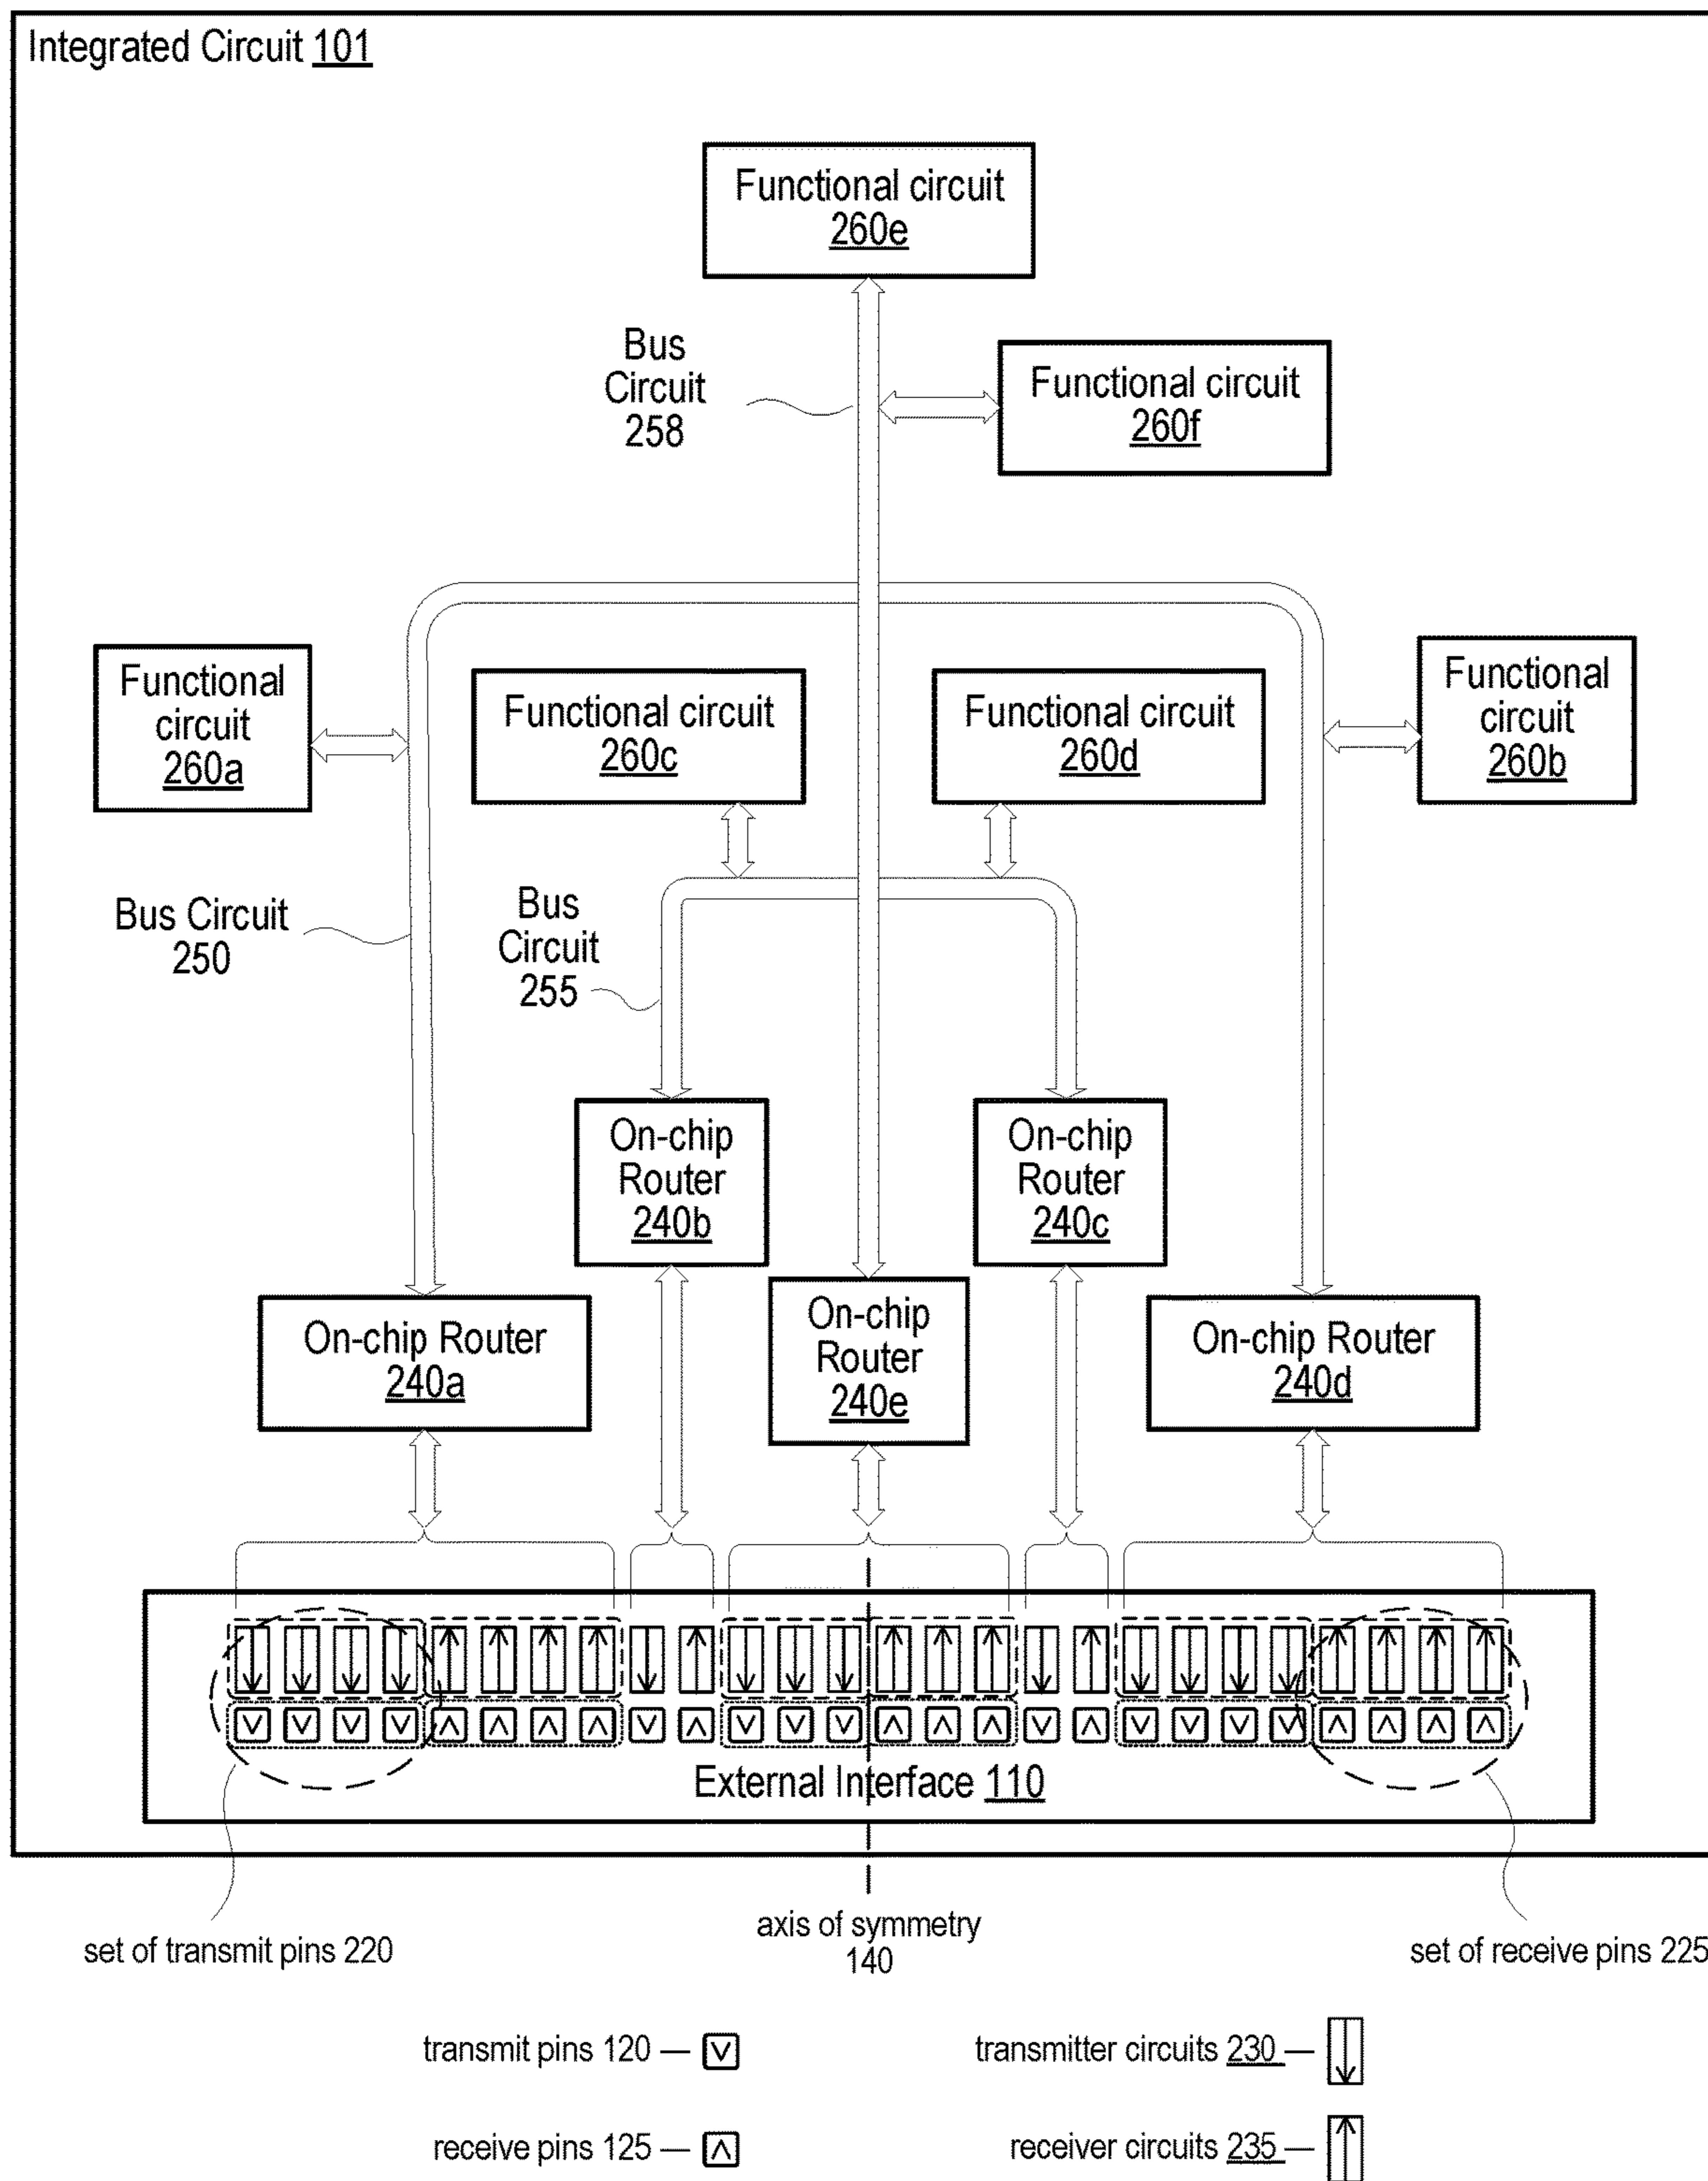 Integrated Circuit 101
Functional circuit
260e
Bus
Circuit
258
Functional circuit
260f
Functional
circuit
260a
Functional circuit
260c
Functional circuit
260d
Functional
circuit
260b
Bus Circuit
250
Bus
Circuit
255
On-chip
Router
240b
On-chip
Router
240c
On-chip Router
240a
On-chip
Router
240e
On-chip Router
240d
External Interface 110
set of transmit pins 220
axis of symmetry
140
set of receive pins 225
transmit pins 120
transmitter circuits 230
receive pins 125
receiver circuits 235